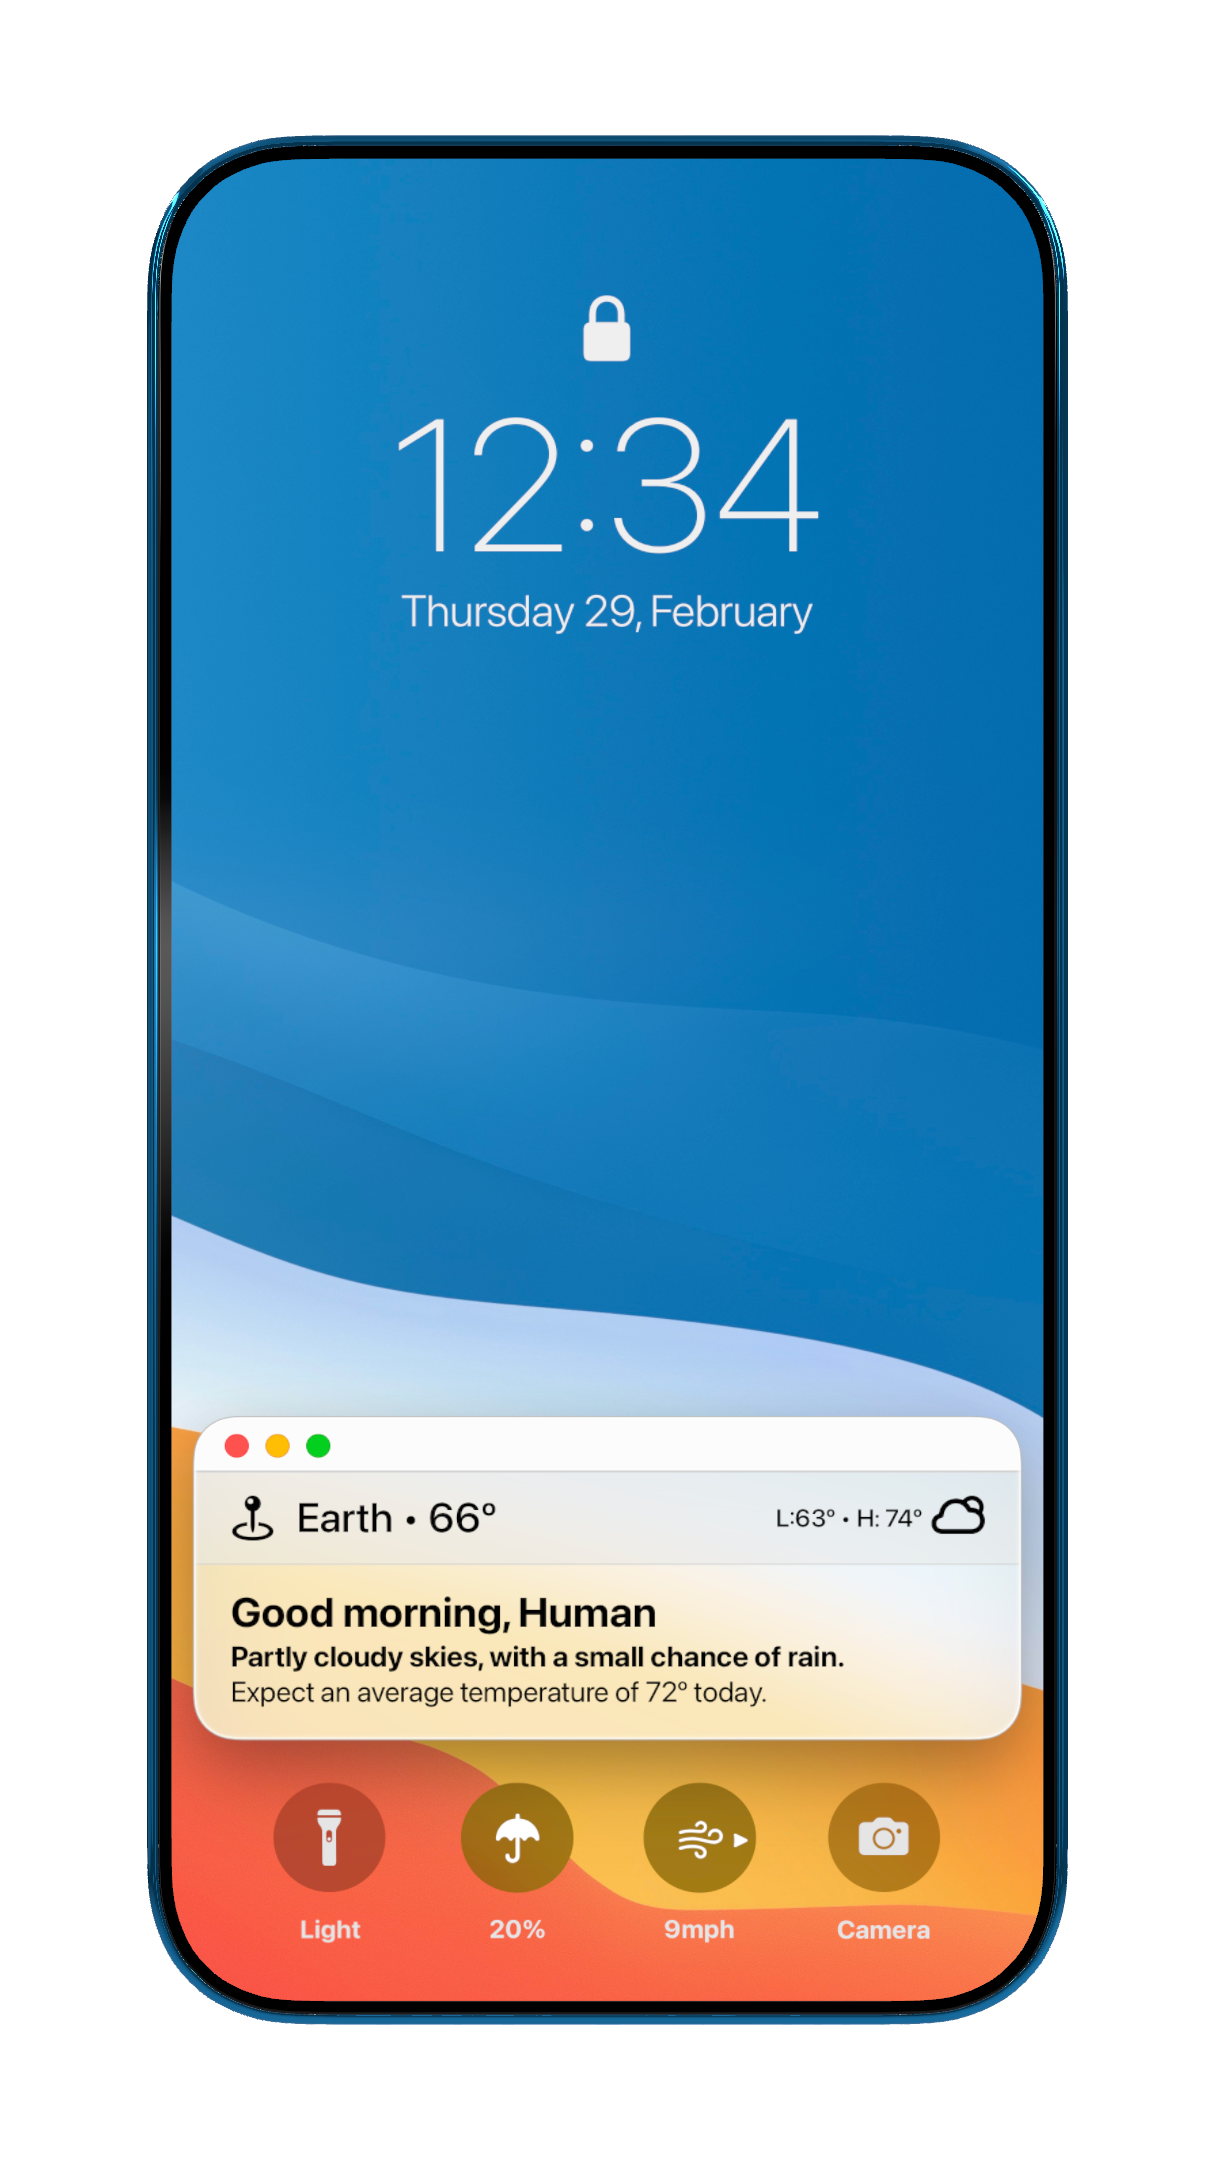 12:34
Thursday 29, February
Earth • 66°
L:63° • H: 74°
Good morning, Human
Partly cloudy skies, with a small chance of rain.
Expect an average temperature of 72° today.
Light
20%
9mph
Camera